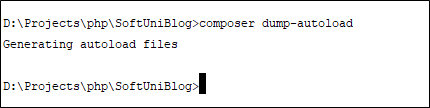 D:\Projects\php\SoftUniBlog>composer dump-autoload
Generating autoload files
D:\Projects\php\SoftUniBlog>